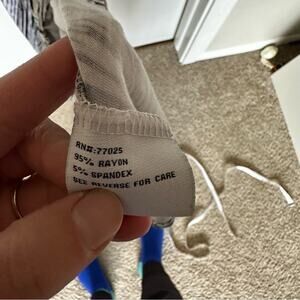 RN#:77025
95% RAYON
5% SPANDEX
SEE REVERSE FOR CARE